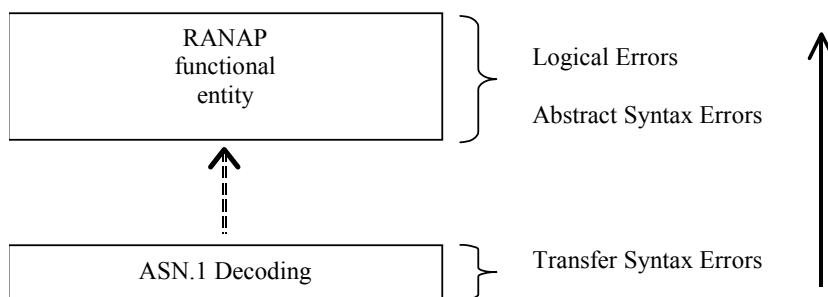 RANAP
functional
entity
Logical Errors
Abstract Syntax Errors
ASN.1 Decoding
Transfer Syntax Errors